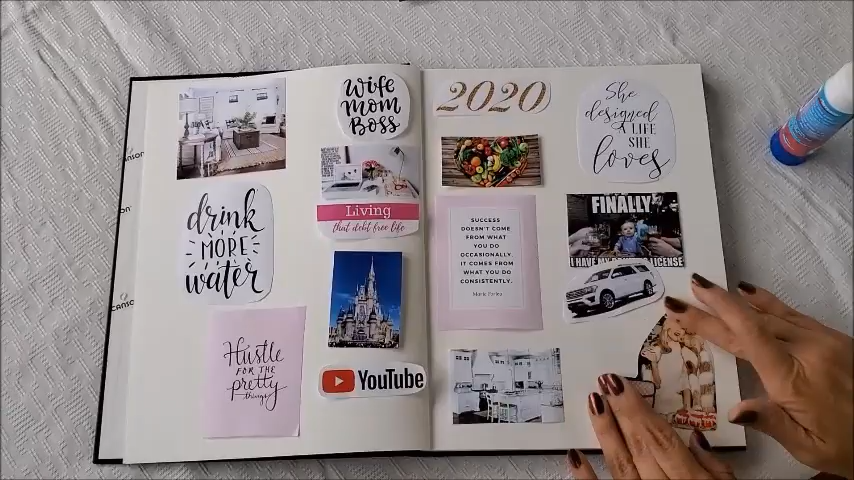 wife
mom
Boss
Living
that debt free life
drink
MORE
water
Hustle
FOR THE
pretty
things
YouTube
2020
She
designed
A LIFE
SHE
Loves
SUCCESS
DOESN'T COME
FROM WHAT
YOU DO
OCCASIONALLY.
IT COMES FROM
WHAT YOU DO
CONSISTENTLY.
FINALLY
I HAVE MY DRIVERS LICENSE
CANSO